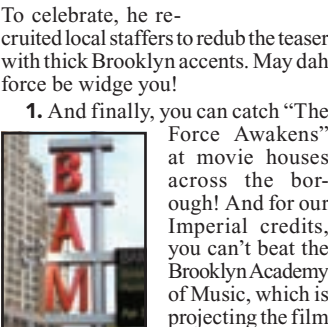 To celebrate, he re-
cruited local staffers to redub the teaser
with thick Brooklyn accents. May dah
force be widge you!
1. And finally, you can catch “The
Force Awakens”
at movie houses
across the bor-
ough! And for our
Imperial credits,
you can’t beat the
Brooklyn Academy
of Music, which is
projecting the film
BAM